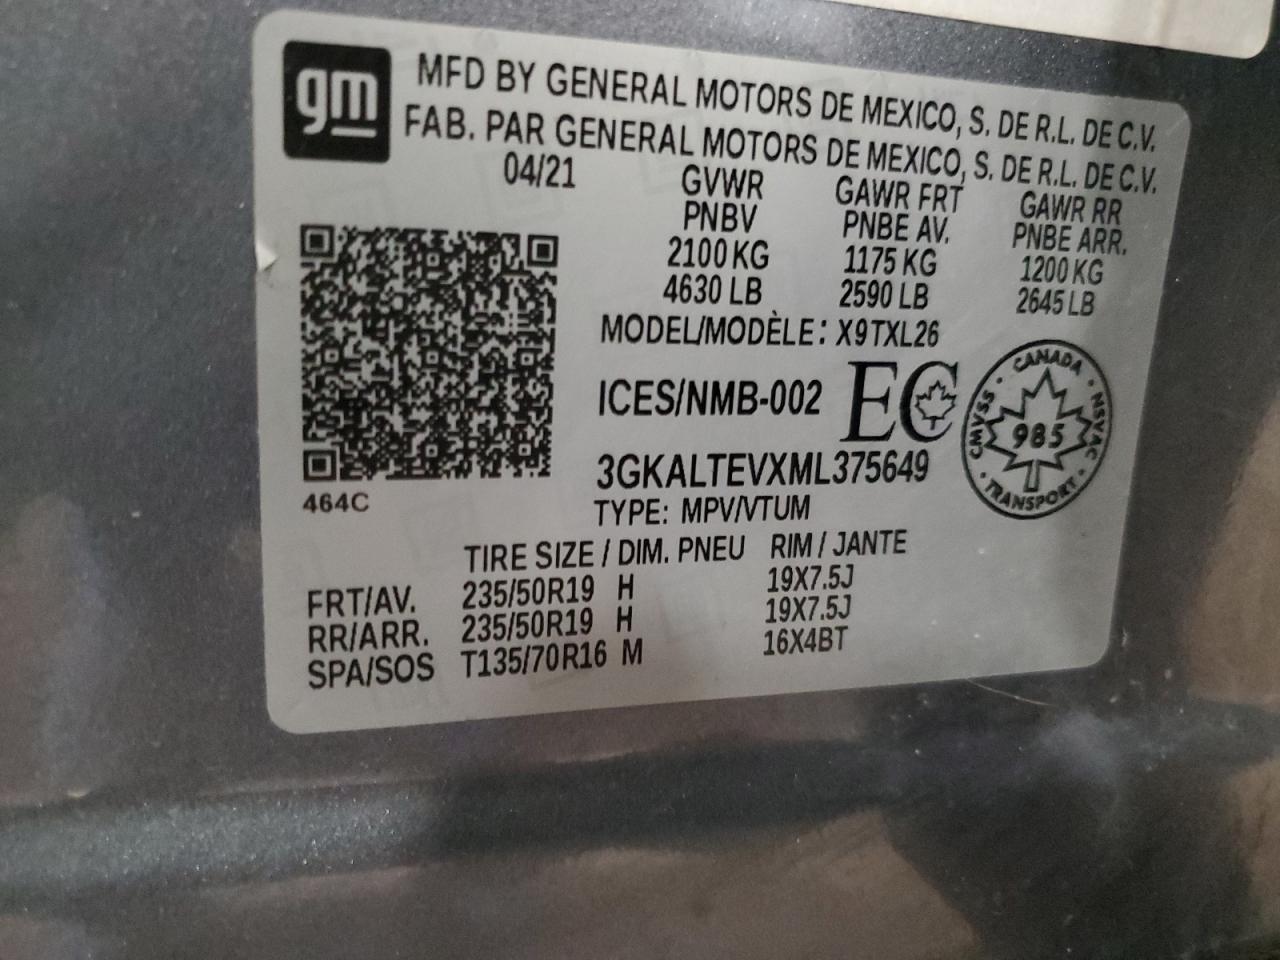 gm
MFD BY GENERAL MOTORS DE MEXICO, S. DE R.L. DE C.V.
FAB. PAR GENERAL MOTORS DE MEXICO, S. DE R.L. DE C.V.
04/21 GVWR GAWR FRT GAWR RR
PNBV PNBE AV. PNBE ARR.
2100 KG 1175 KG 1200 KG
4630 LB 2590 LB 2645 LB
MODEL/MODÈLE: X9TXL26
ICES/NMB-002 EC
CANADA
CMVSS 985 NSVAC
TRANSPORT
3GKALTEVXML375649
464C
TYPE: MPV/VTUM
TIRE SIZE / DIM. PNEU RIM / JANTE
FRT/AV. 235/50R19 H 19X7.5J
RR/ARR. 235/50R19 H 19X7.5J
SPA/SOS T135/70R16 M 16X4BT